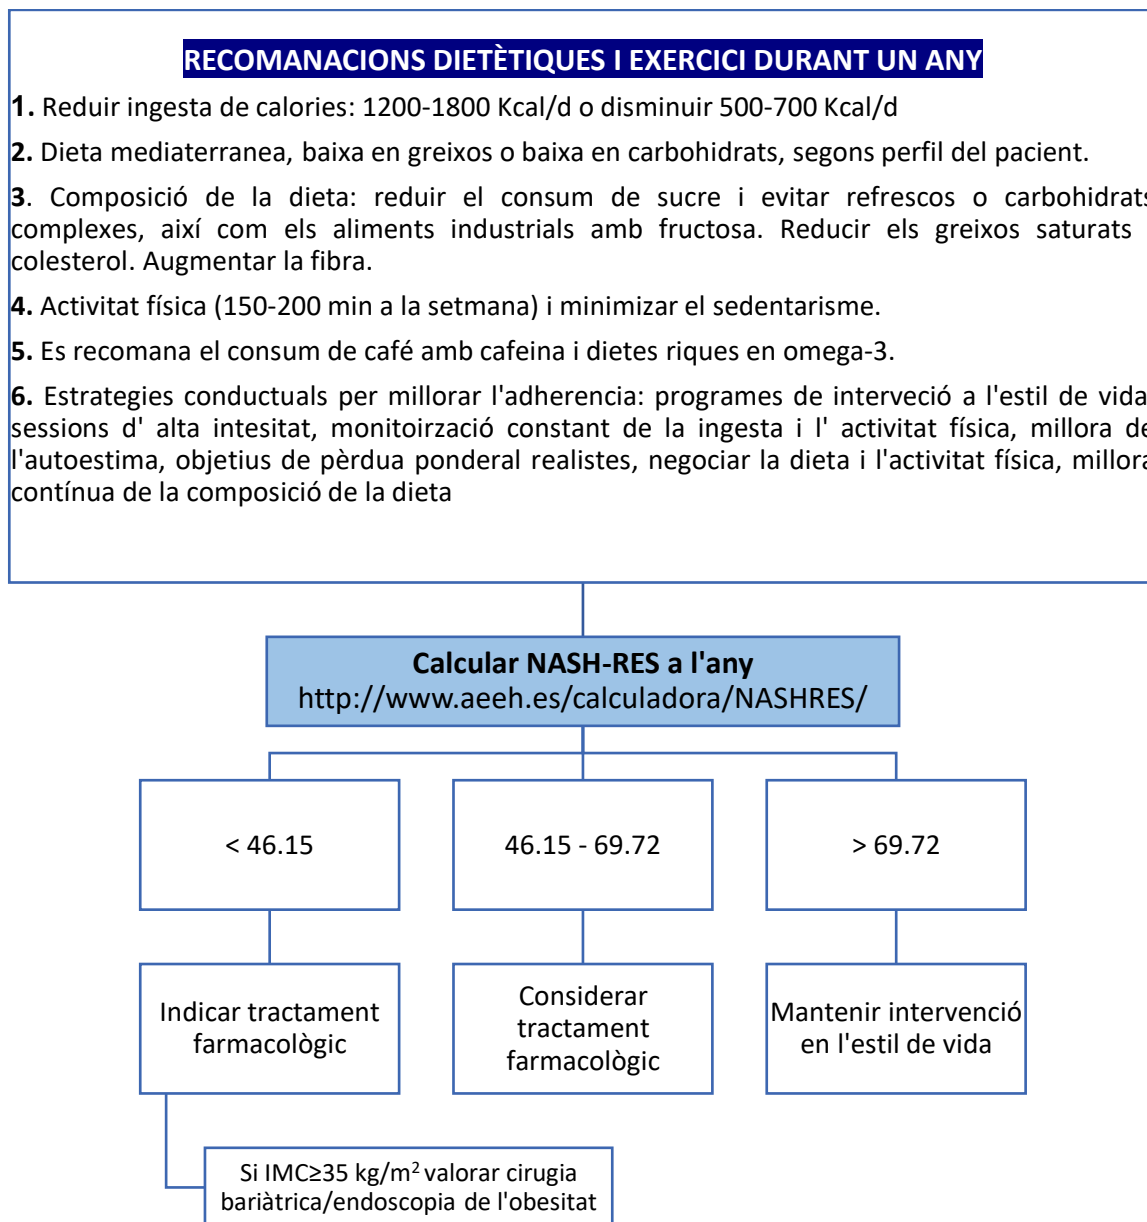 RECOMANACIONS DIETÈTIQUES I EXERCICI DURANT UN ANY
1. Reduir ingesta de calories: 1200-1800 Kcal/d o disminuir 500-700 Kcal/d
2. Dieta mediaterranea, baixa en greixos o baixa en carbohidrats, segons perfil del pacient.
3. Composició de la dieta: reduir el consum de sucre i evitar refrescos o carbohidrats
complexes, així com els aliments industrials amb fructosa. Reducir els greixos saturats
colesterol. Augmentar la fibra.
4. Activitat física (150-200 min a la setmana) i minimizar el sedentarisme.
5. Es recomana el consum de café amb cafeina i dietes riques en omega-3.
6. Estrategies conductuals per millorar l'adherencia: programes de interveció a l'estil de vida
sessions d' alta intesitat, monitoirzació constant de la ingesta i l' activitat física, millora de
l'autoestima, objetius de pèrdua ponderal realistes, negociar la dieta i l'activitat física, millora
contínua de la composició de la dieta
Calcular NASH-RES a l'any
http://www.aeeh.es/calculadora/NASHRES/
< 46.15
46.15 - 69.72
> 69.72
Indicar tractament
farmacològic
Considerar
tractament
farmacològic
Mantenir intervenció
en l'estil de vida
Si IMC≥35 kg/m² valorar cirugia
bariàtrica/endoscopia de l'obesitat